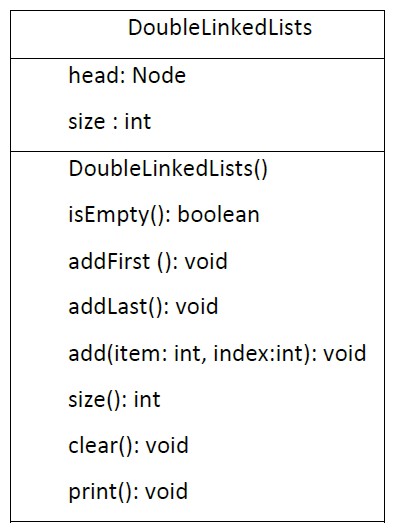 DoubleLinkedLists
head: Node
size : int
DoubleLinkedLists()
isEmpty(): boolean
addFirst (): void
addLast(): void
add(item: int, index:int): void
size(): int
clear(): void
print(): void